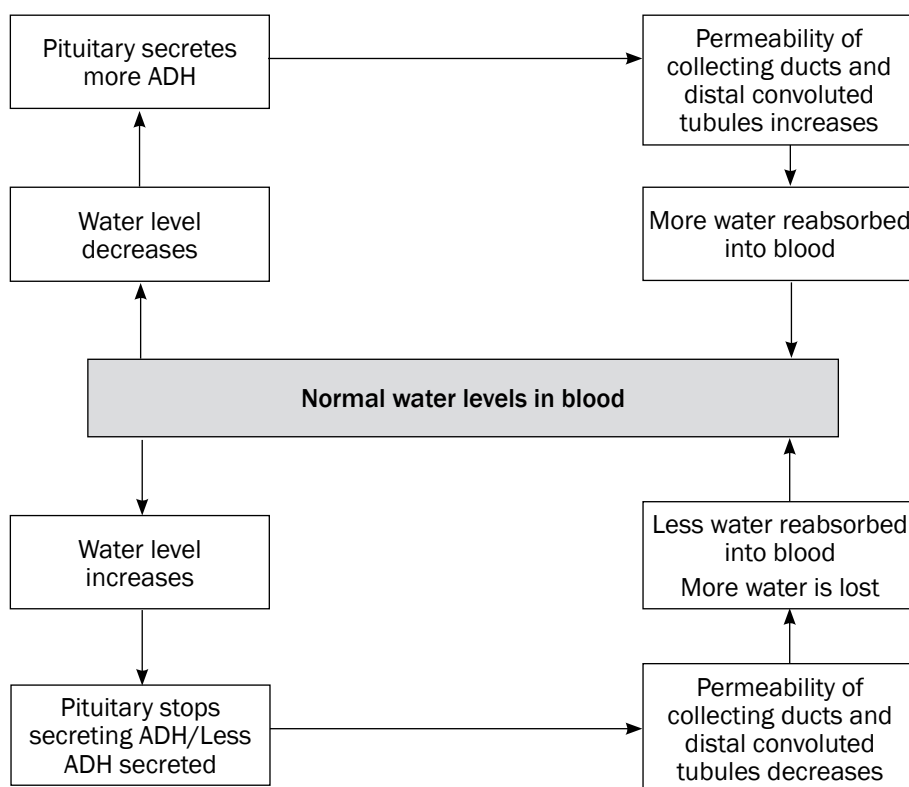 Pituitary secretes
more ADH
Permeability of
collecting ducts and
distal convoluted
tubules increases
Water level
decreases
More water reabsorbed
into blood
Normal water levels in blood
Water level
increases
Less water reabsorbed
into blood
More water is lost
Pituitary stops
secreting ADH/Less
ADH secreted
Permeability of
collecting ducts and
distal convoluted
tubules decreases